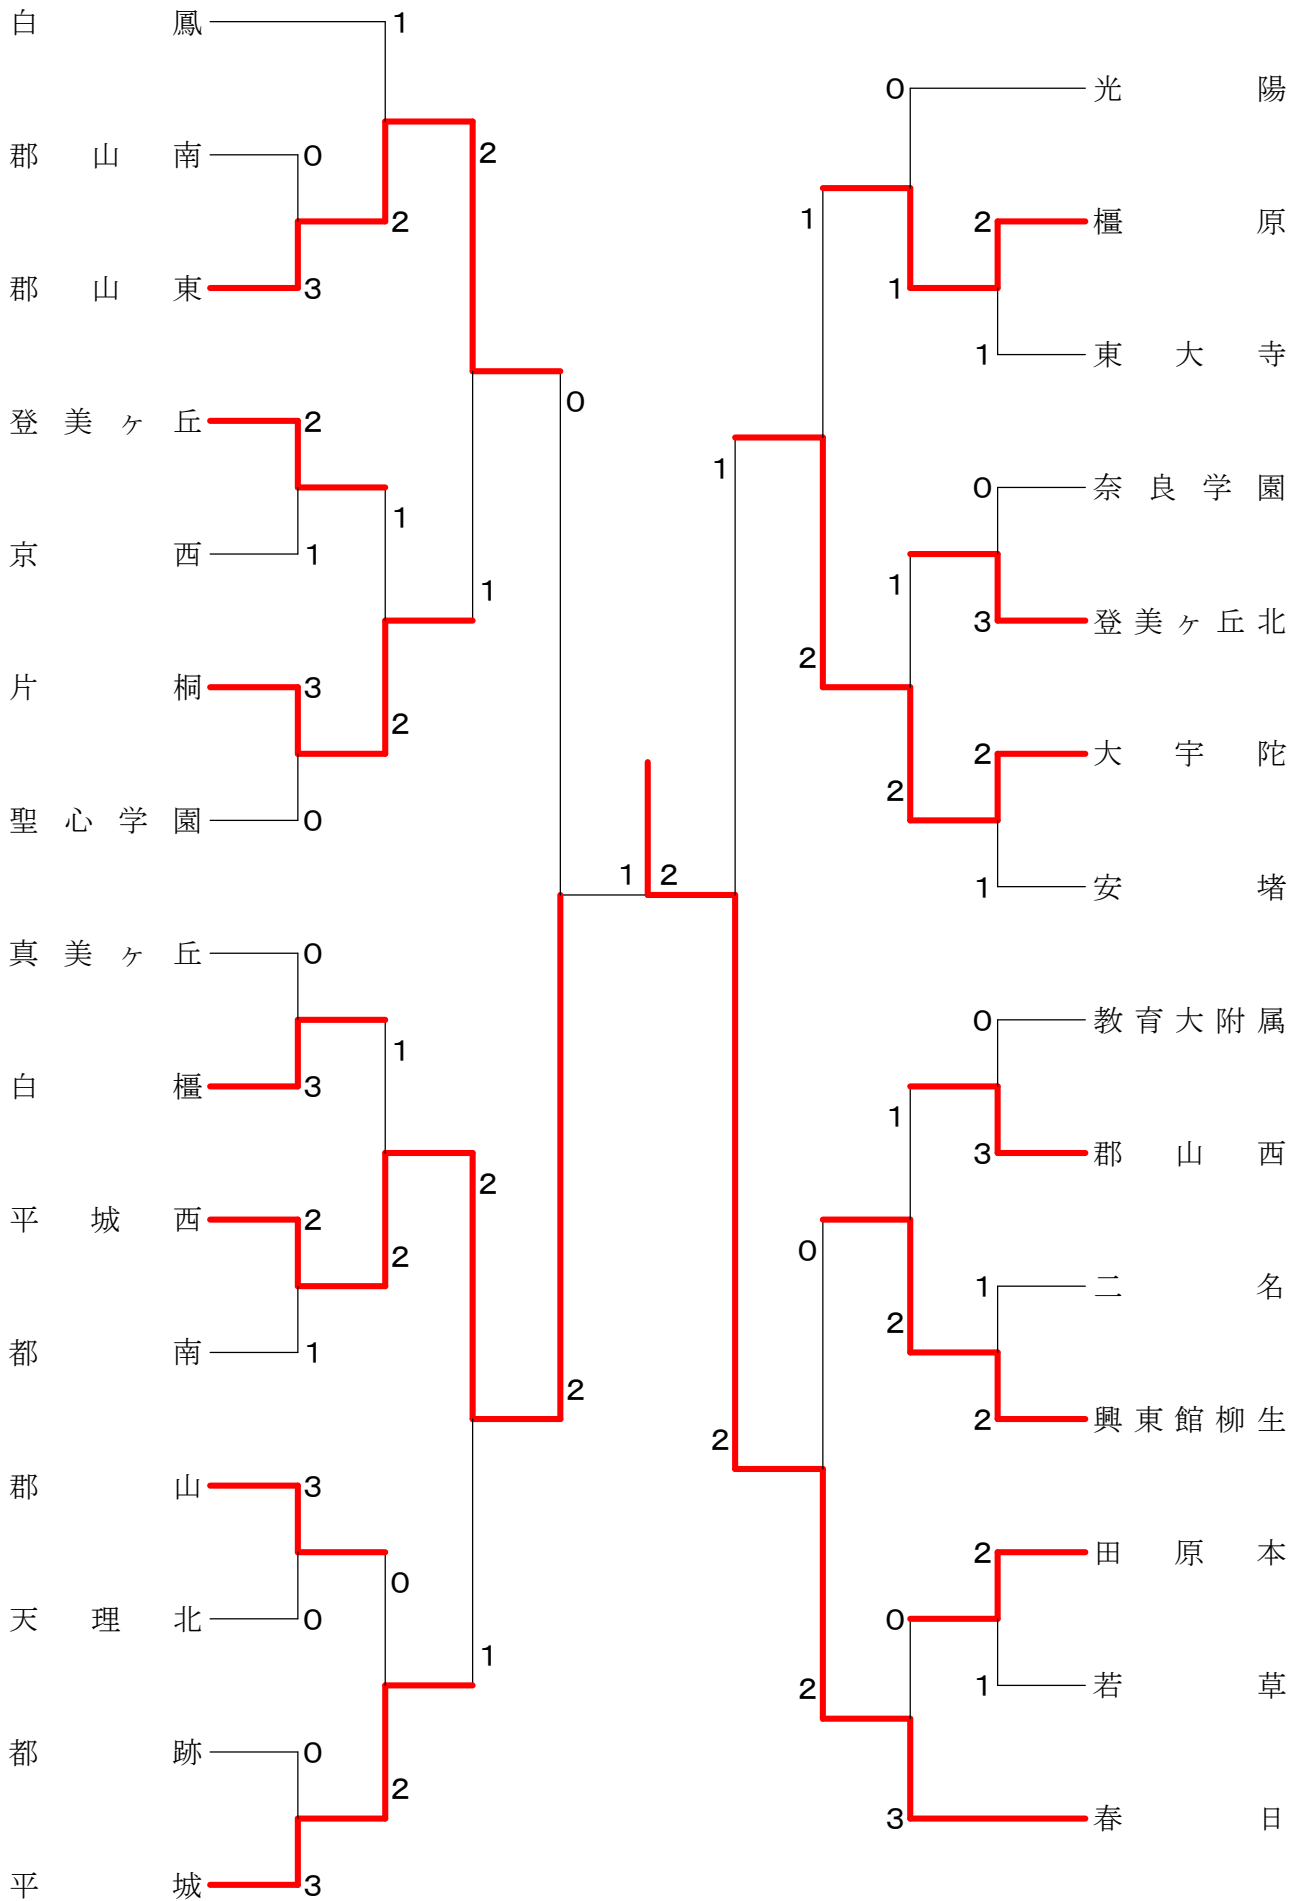 白鳳
1
郡山南
0
2
2
郡山東
3
登美ヶ丘
2
0
1
京西
1
1
片桐
3
2
聖心学園
0
真美ヶ丘
0
1
白橿
3
2
平城西
2
2
都南
1
2
郡山
3
0
天理北
0
1
都跡
0
2
平城
3
1
2
光陽
0
1
橿原
2
1
東大寺
1
1
奈良学園
0
1
登美ヶ丘北
3
2
大宇陀
2
2
安堵
1
教育大附属
0
1
郡山西
3
0
二名
1
2
興東館柳生
2
2
田原本
2
0
若草
1
2
春日
3